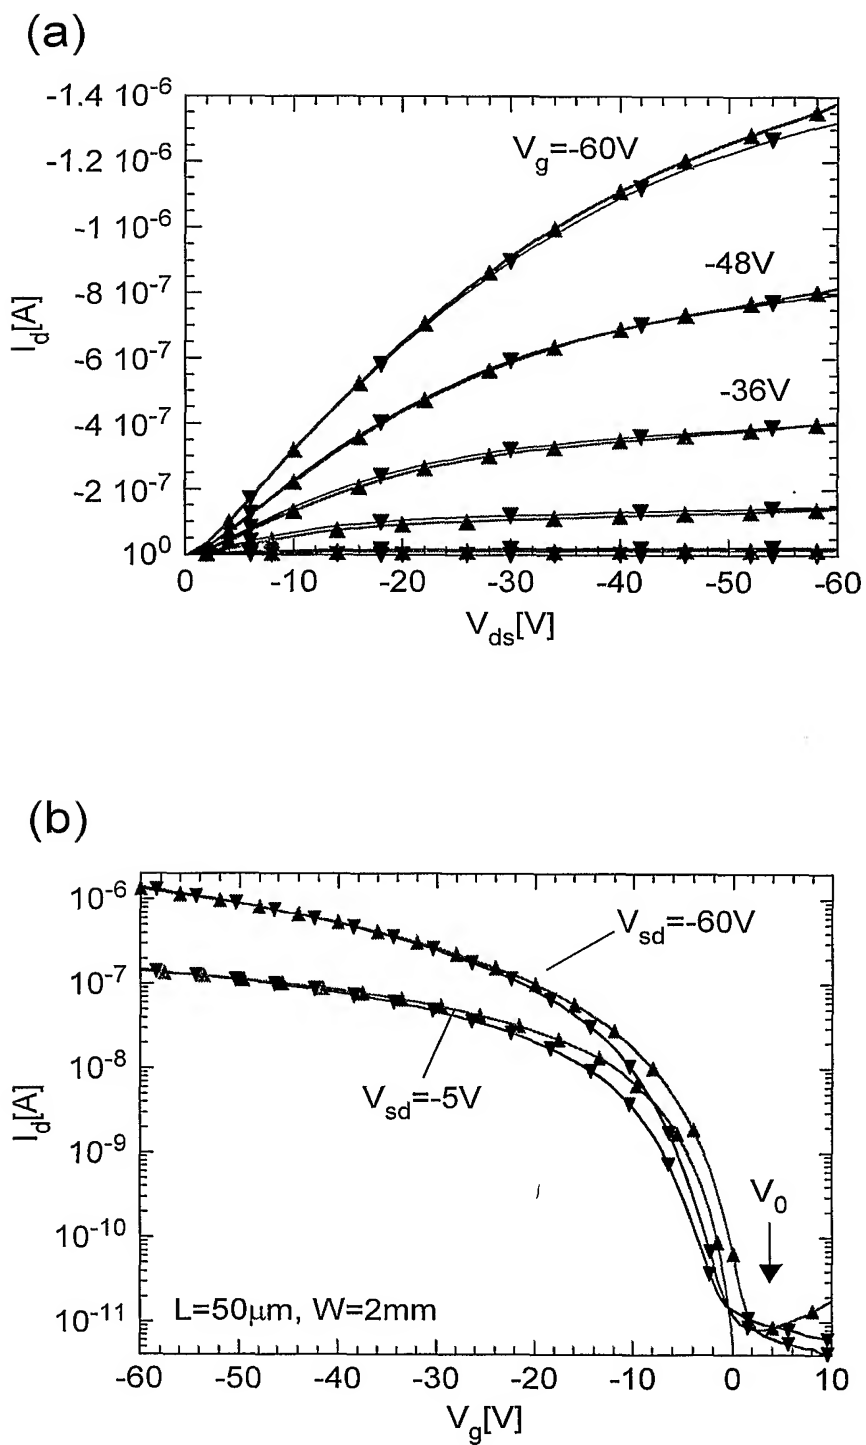 (a)
-1.4 10⁻⁶
-1.2 10⁻⁶
-1 10⁻⁶
-8 10⁻⁷
-6 10⁻⁷
-4 10⁻⁷
-2 10⁻⁷
10⁰
I_d[A]
V_g=-60V
-48V
-36V
0 -10 -20 -30 -40 -50 -60
V_ds[V]
(b)
10⁻⁶
10⁻⁷
10⁻⁸
10⁻⁹
10⁻¹⁰
10⁻¹¹
I_d[A]
V_sd=-60V
V_sd=-5V
V₀
L=50µm, W=2mm
-60 -50 -40 -30 -20 -10 0 10
V_g[V]